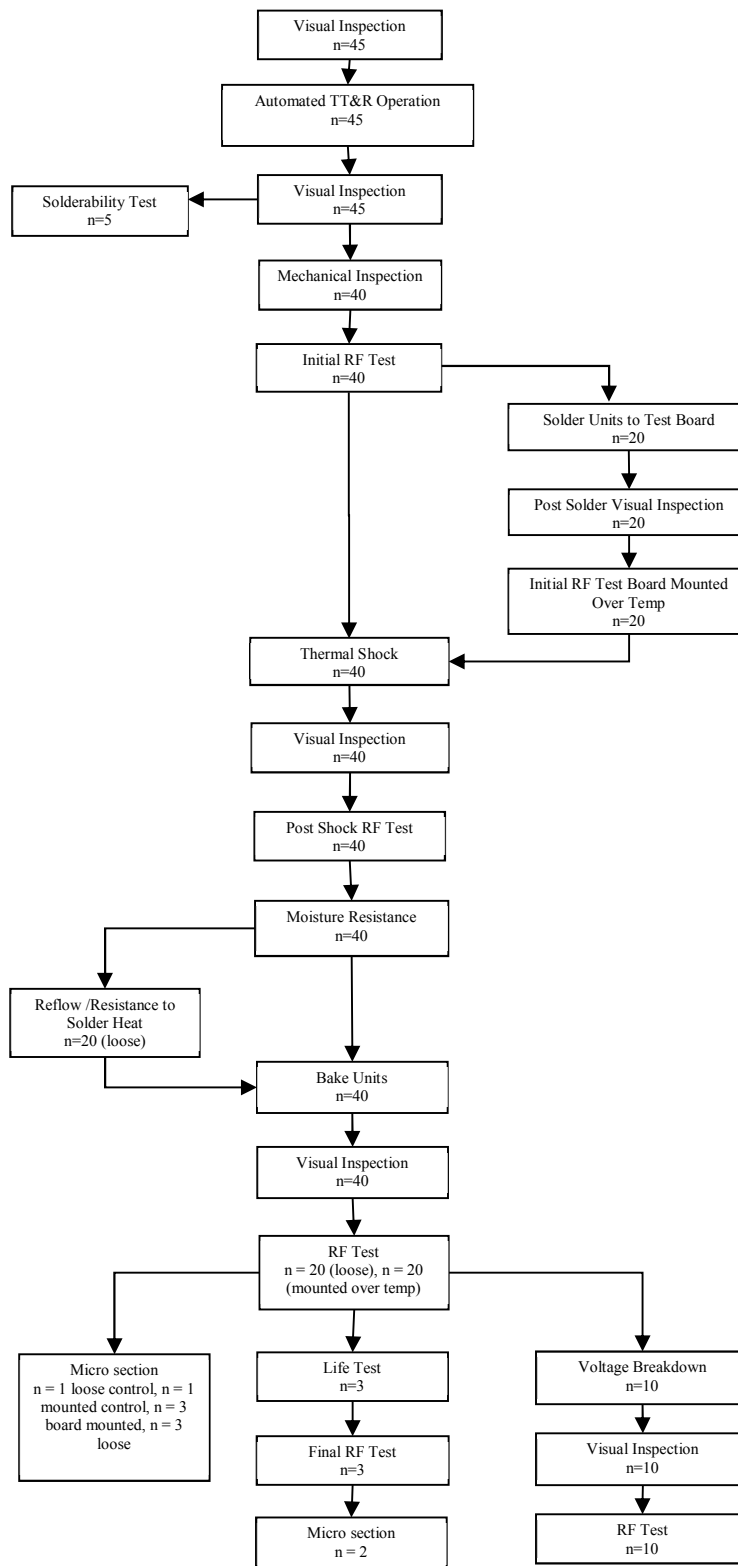 Visual Inspection
n=45
Automated TT&R Operation
n=45
Visual Inspection
n=45
Solderability Test
n=5
Mechanical Inspection
n=40
Initial RF Test
n=40
Solder Units to Test Board
n=20
Post Solder Visual Inspection
n=20
Initial RF Test Board Mounted
Over Temp
n=20
Thermal Shock
n=40
Visual Inspection
n=40
Post Shock RF Test
n=40
Moisture Resistance
n=40
Reflow /Resistance to
Solder Heat
n=20 (loose)
Bake Units
n=40
Visual Inspection
n=40
RF Test
n = 20 (loose), n = 20
(mounted over temp)
Micro section
n = 1 loose control, n = 1
mounted control, n = 3
board mounted, n = 3
loose
Life Test
n=3
Final RF Test
n=3
Micro section
n = 2
Voltage Breakdown
n=10
Visual Inspection
n=10
RF Test
n=10